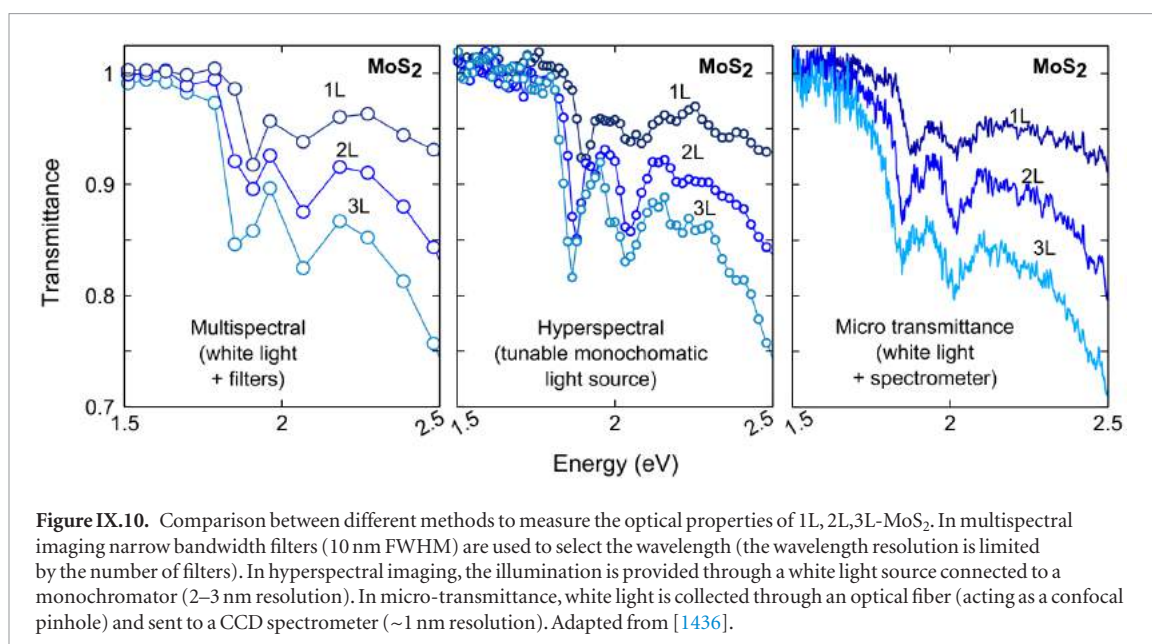 MoS2
MoS2
MoS2
1
0.9
0.8
0.7
Transmittance
1L
2L
3L
Multispectral
(white light
+ filters)
1.5
2
2.5
1L
2L
3L
Hyperspectral
(tunable monochomatic
light source)
1.5
2
2.5
1L
2L
3L
Micro transmittance
(white light
+ spectrometer)
1.5
2
2.5
Energy (eV)
Figure IX.10. Comparison between different methods to measure the optical properties of 1L, 2L,3L-MoS2. In multispectral
imaging narrow bandwidth filters (10 nm FWHM) are used to select the wavelength (the wavelength resolution is limited
by the number of filters). In hyperspectral imaging, the illumination is provided through a white light source connected to a
monochromator (2–3 nm resolution). In micro-transmittance, white light is collected through an optical fiber (acting as a confocal
pinhole) and sent to a CCD spectrometer (~1 nm resolution). Adapted from [1436].